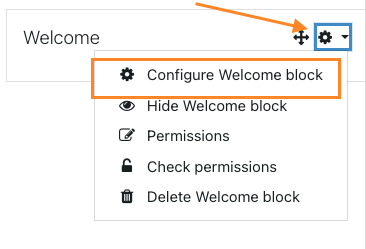 Welcome
Configure Welcome block
Hide Welcome block
Permissions
Check permissions
Delete Welcome block